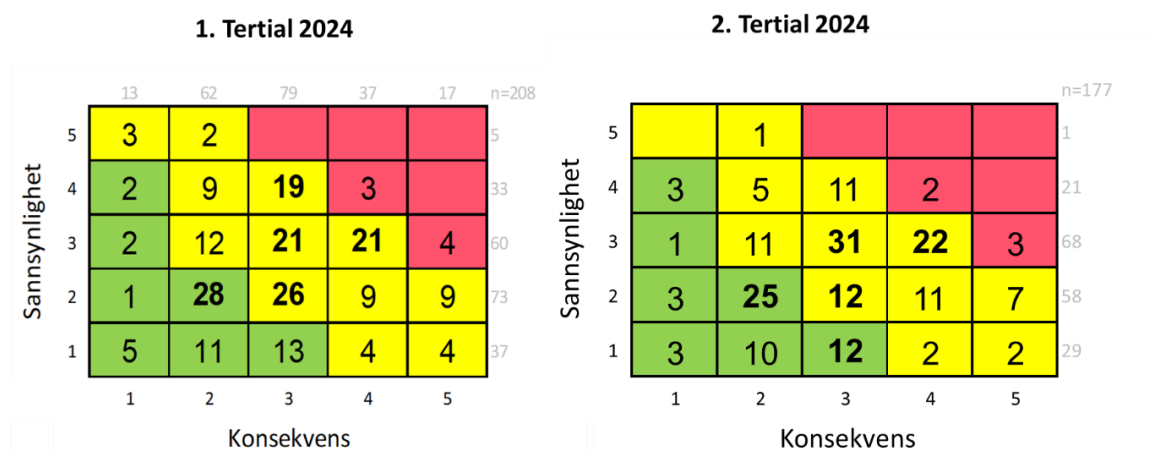 1. Tertial 2024
13 62 79 37 17 n=208
5 3 2 5
4 2 9 19 3 33
3 2 12 21 21 4 60
2 1 28 26 9 9 73
1 5 11 13 4 4 37
1 2 3 4 5
Sannsynlighet
Konsekvens
2. Tertial 2024
n=177
5 1 1
4 3 5 11 2 21
3 1 11 31 22 3 68
2 3 25 12 11 7 58
1 3 10 12 2 2 29
1 2 3 4 5
Sannsynlighet
Konsekvens